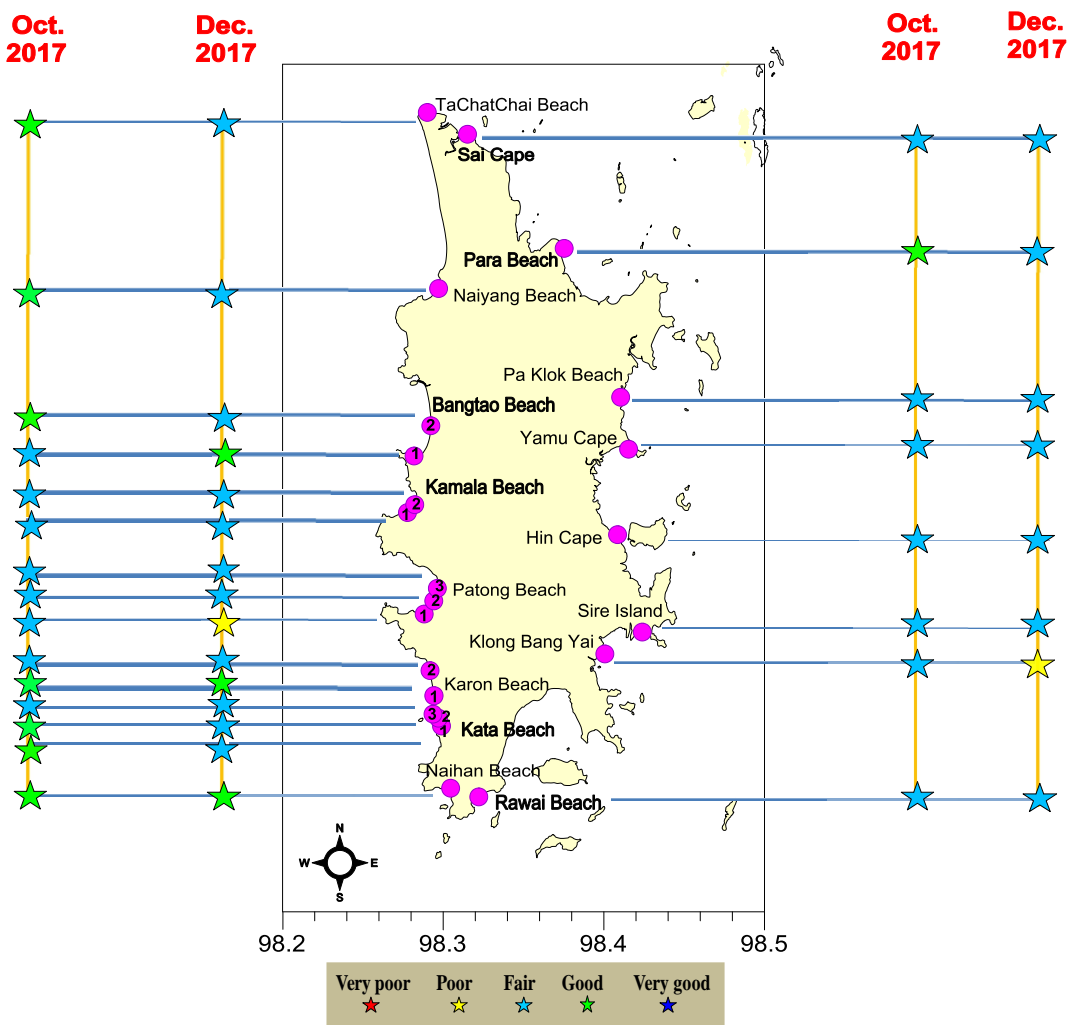 Oct.
2017
Dec.
2017
Oct.
2017
Dec.
2017
TaChatChai Beach
Sai Cape
Para Beach
Naiyang Beach
Pa Klok Beach
Bangtao Beach
2
Yamu Cape
1
Kamala Beach
2
1
Hin Cape
3
Patong Beach
2
1
Sire Island
Klong Bang Yai
2
Karon Beach
1
3
2
Kata Beach
1
Naihan Beach
Rawai Beach
N
W
E
S
98.2
98.3
98.4
98.5
Very poor Poor Fair Good Very good